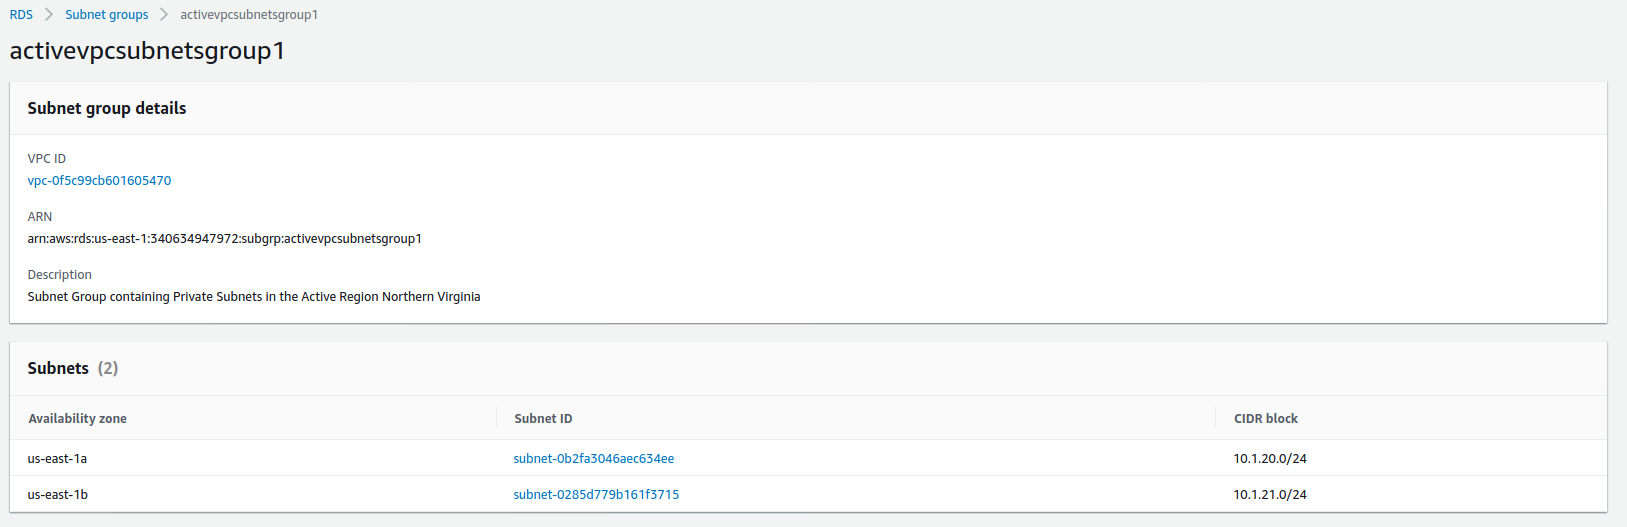 RDS > Subnet groups > activevpcsubnetsgroup1
activevpcsubnetsgroup1
Subnet group details
VPC ID
vpc-0f5c99cb601605470
ARN
arn:aws:rds:us-east-1:340634947972:subgrp:activevpcsubnetsgroup1
Description
Subnet Group containing Private Subnets in the Active Region Northern Virginia
Subnets (2)
Availability zone Subnet ID CIDR block
us-east-1a subnet-0b2fa3046aec634ee 10.1.20.0/24
us-east-1b subnet-0285d779b161f3715 10.1.21.0/24